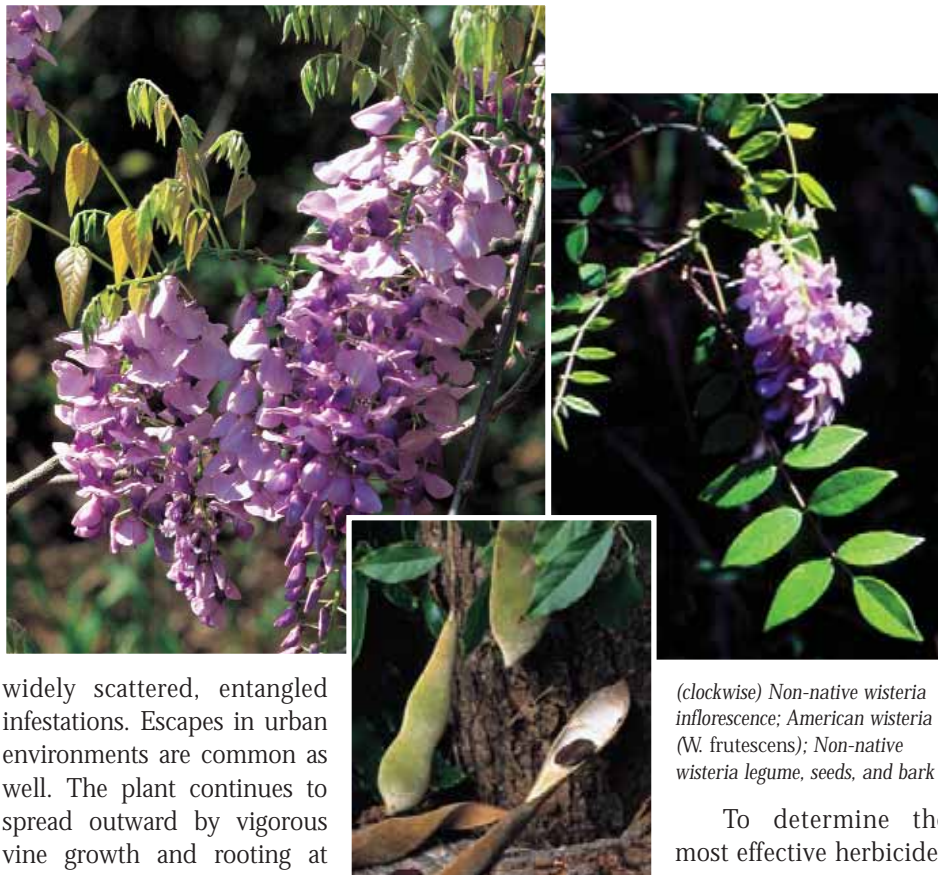 widely scattered, entangled
infestations. Escapes in urban
environments are common as
well. The plant continues to
spread outward by vigorous
vine growth and rooting at
(clockwise) Non-native wisteria
inflorescence; American wisteria
(W. frutescens); Non-native
wisteria legume, seeds, and bark
To determine the
most effective herbicide